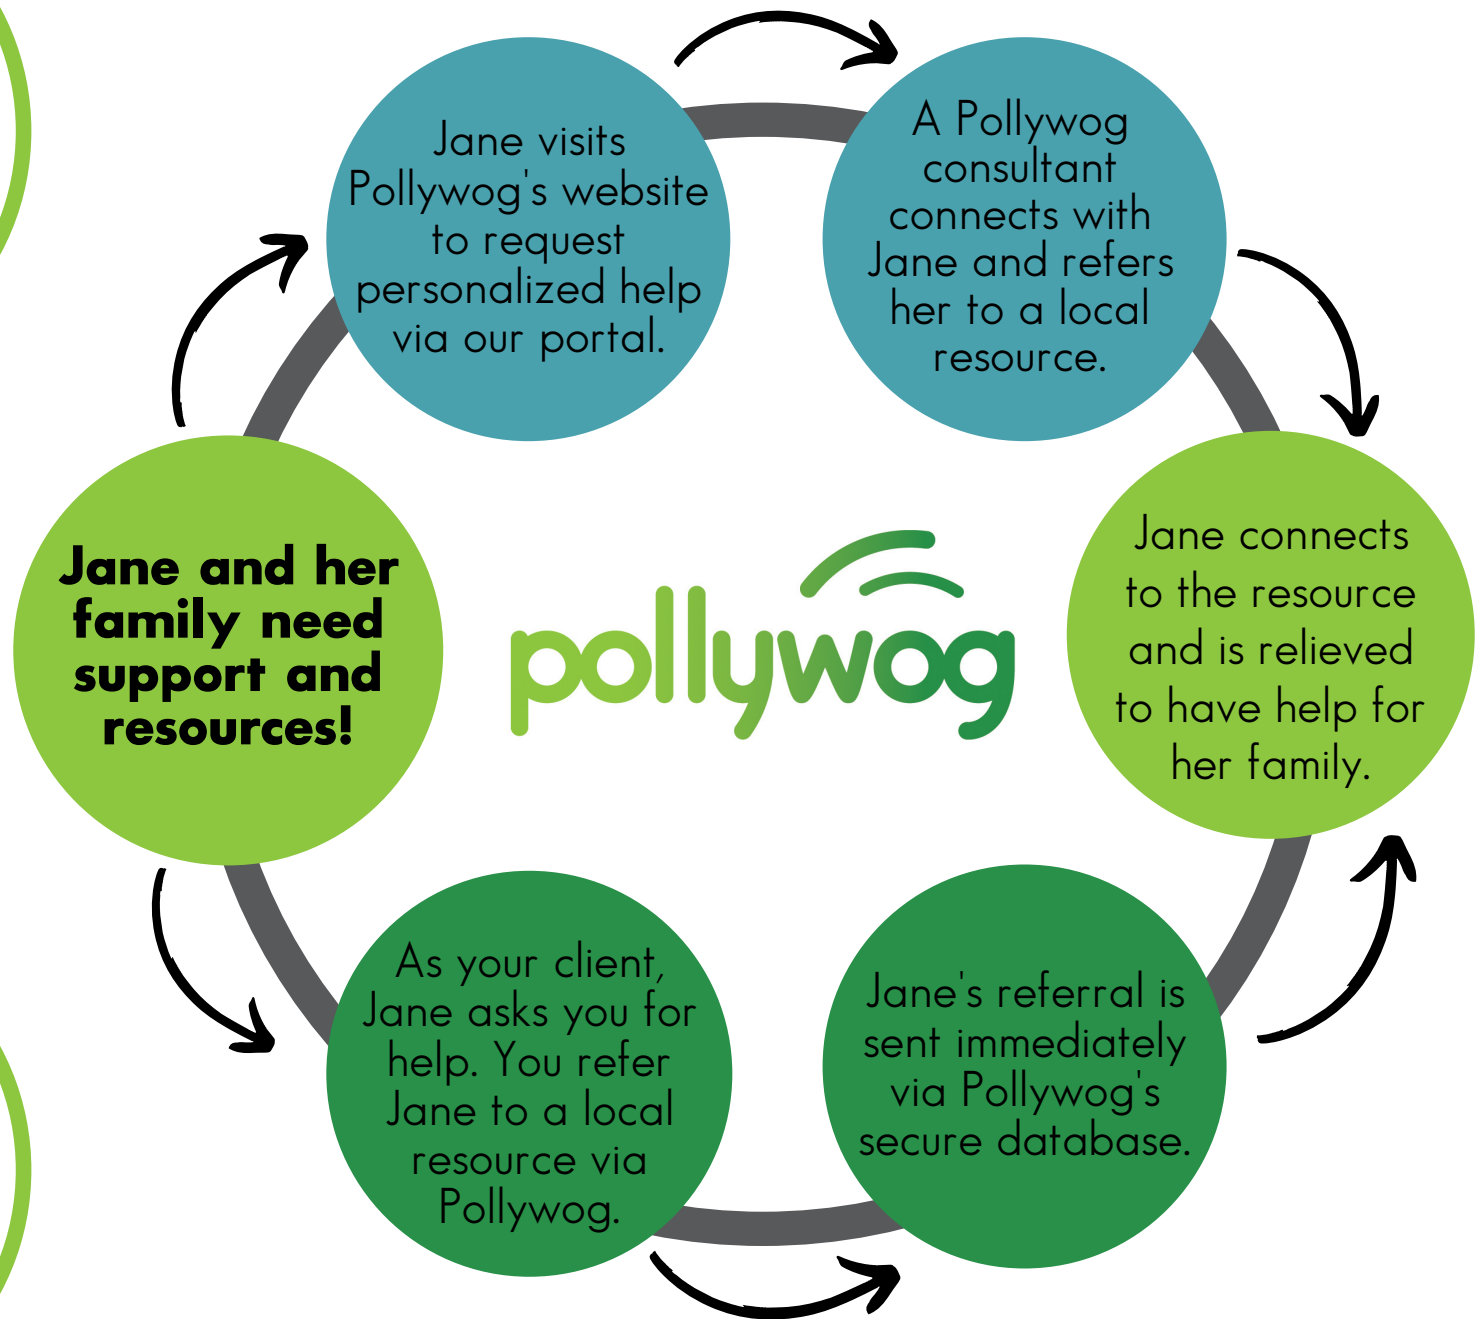 Jane visits
Pollywog's website
to request
personalized help
via our portal.
A Pollywog
consultant
connects with
Jane and refers
her to a local
resource.
Jane and her
family need
support and
resources!
pollywog
Jane connects
to the resource
and is relieved
to have help for
her family.
As your client,
Jane asks you for
help. You refer
Jane to a local
resource via
Pollywog.
Jane's referral is
sent immediately
via Pollywog's
secure database.